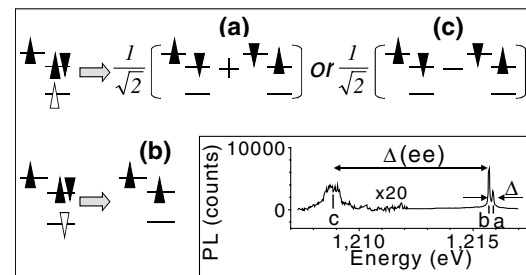 (a) (c)
1/√2 [ + ] or 1/√2 [ − ]
(b)
10000
0
PL (counts)
Δ(ee)
x20
Δ
c b a
1,210 1,215
Energy (eV)